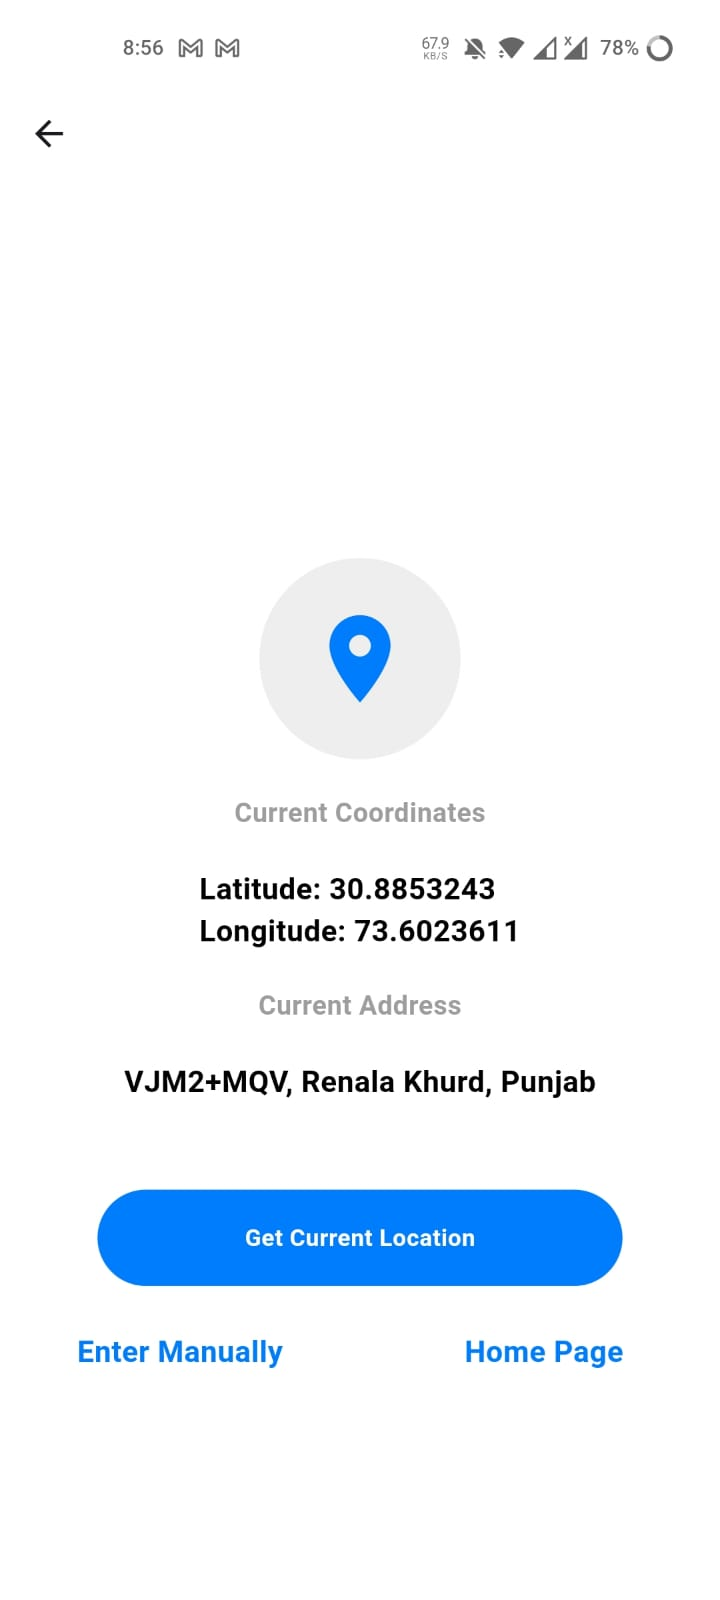 8:56 67.9 KB/S 78%
Current Coordinates
Latitude: 30.8853243
Longitude: 73.6023611
Current Address
VJM2+MQV, Renala Khurd, Punjab
Get Current Location
Enter Manually Home Page